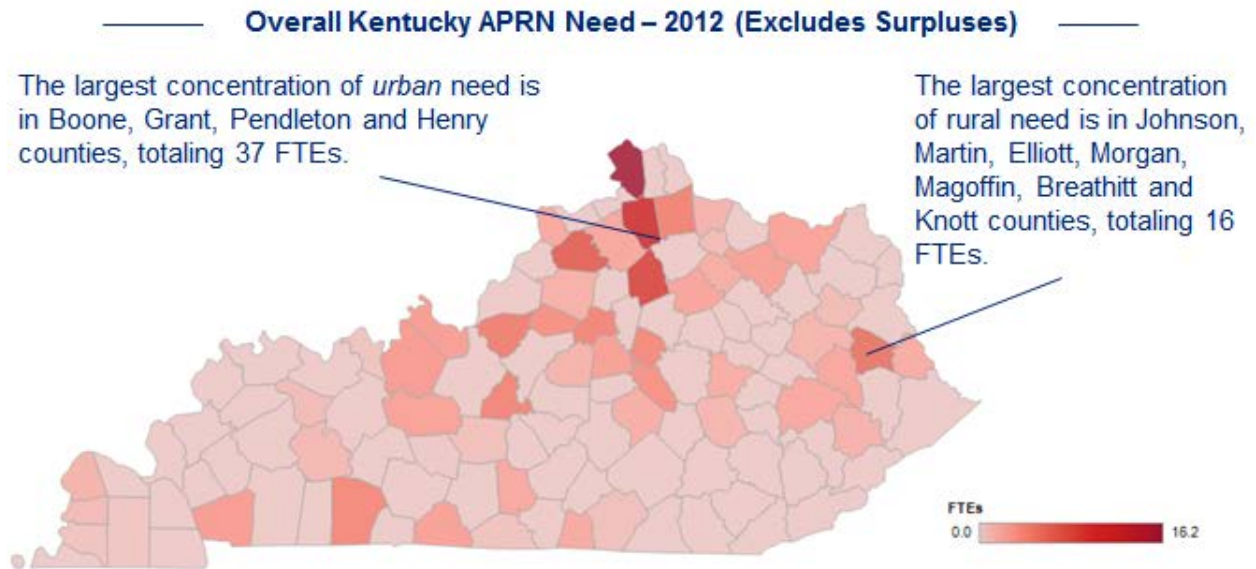 Overall Kentucky APRN Need – 2012 (Excludes Surpluses)
The largest concentration of urban need is
in Boone, Grant, Pendleton and Henry
counties, totaling 37 FTEs.
The largest concentration
of rural need is in Johnson,
Martin, Elliott, Morgan,
Magoffin, Breathitt and
Knott counties, totaling 16
FTEs.
FTEs
0.0 16.2